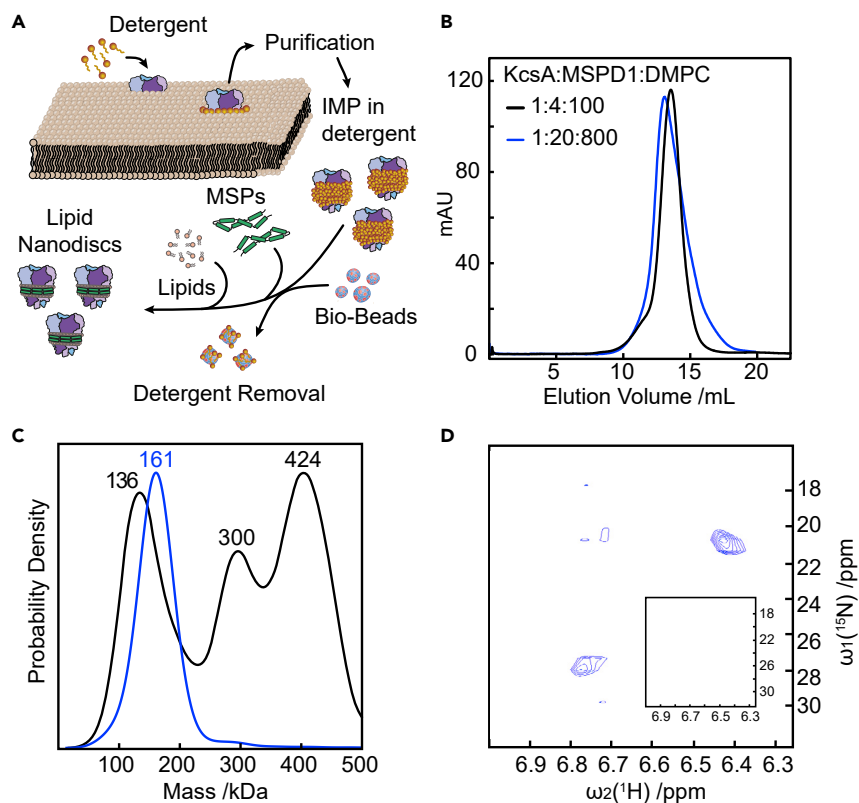 A
Detergent
Purification
IMP in
detergent
MSPs
Lipid
Nanodiscs
Lipids
Bio-Beads
Detergent Removal
B
KcsA:MSPD1:DMPC
1:4:100
1:20:800
120
80
40
0
mAU
5 10 15 20
Elution Volume /mL
C
136 161 300 424
Probability Density
100 200 300 400 500
Mass /kDa
D
18
20
22
24
26
28
30
ω1(¹⁵N) /ppm
18
22
26
30
6.9 6.7 6.5 6.3
6.9 6.8 6.7 6.6 6.5 6.4 6.3
ω2(¹H) /ppm